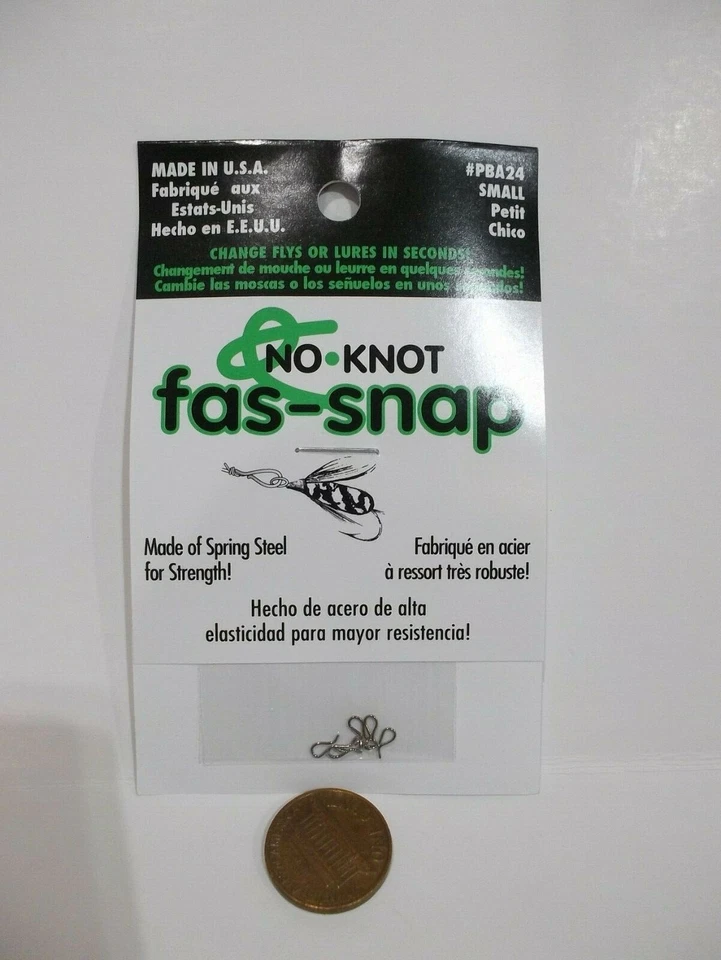 MADE IN U.S.A.
Fabriqué aux
Estats-Unis
Hecho en E.E.U.U.
#PBA24
SMALL
Petit
Chico
CHANGE FLYS OR LURES IN SECONDS!
Changement de mouche ou leurre en quelques
Cambie las moscas o los señuelos en unos
NO•KNOT
fas-snap
Made of Spring Steel
for Strength!
Fabriqué en acier
à ressort très robuste!
Hecho de acero de alta
elasticidad para mayor resistencia!